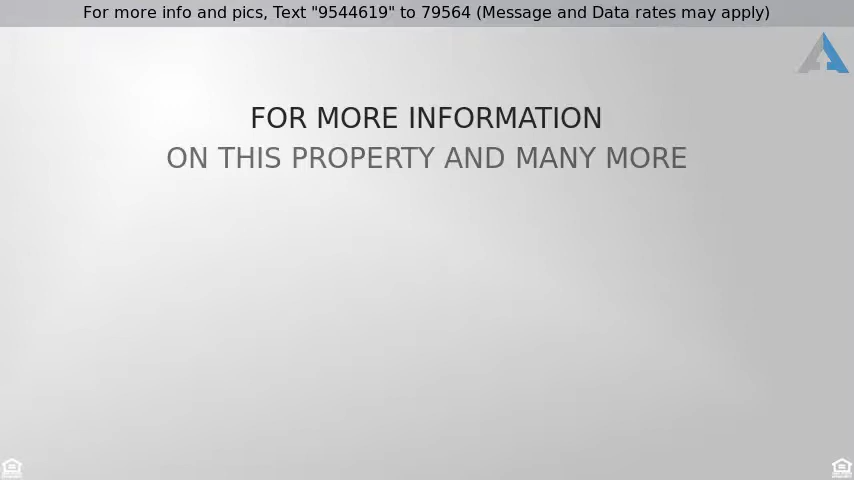 For more info and pics, Text "9544619" to 79564 (Message and Data rates may apply)
FOR MORE INFORMATION
ON THIS PROPERTY AND MANY MORE